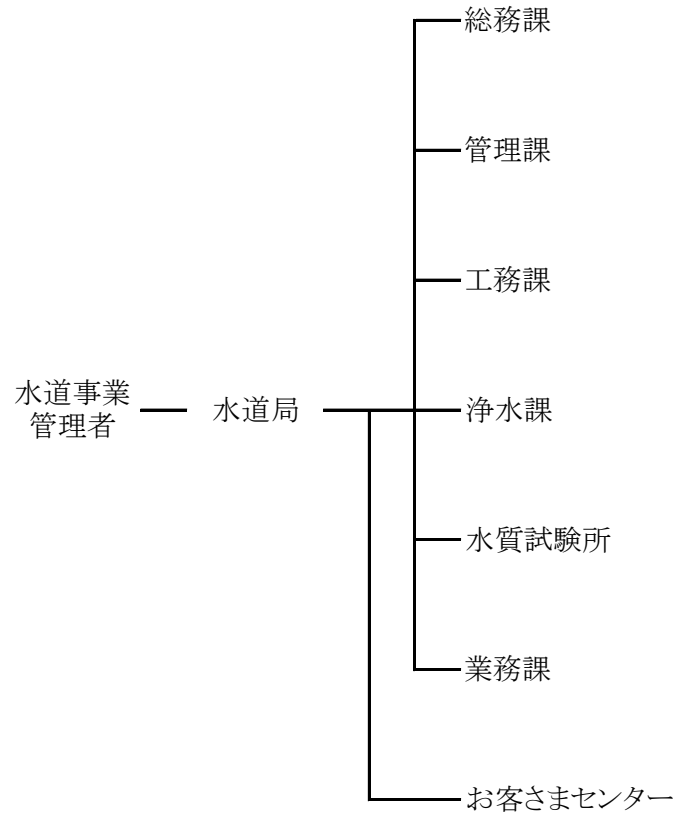 総務課
管理課
工務課
水道事業
管理者
水道局
浄水課
水質試験所
業務課
お客さまセンター